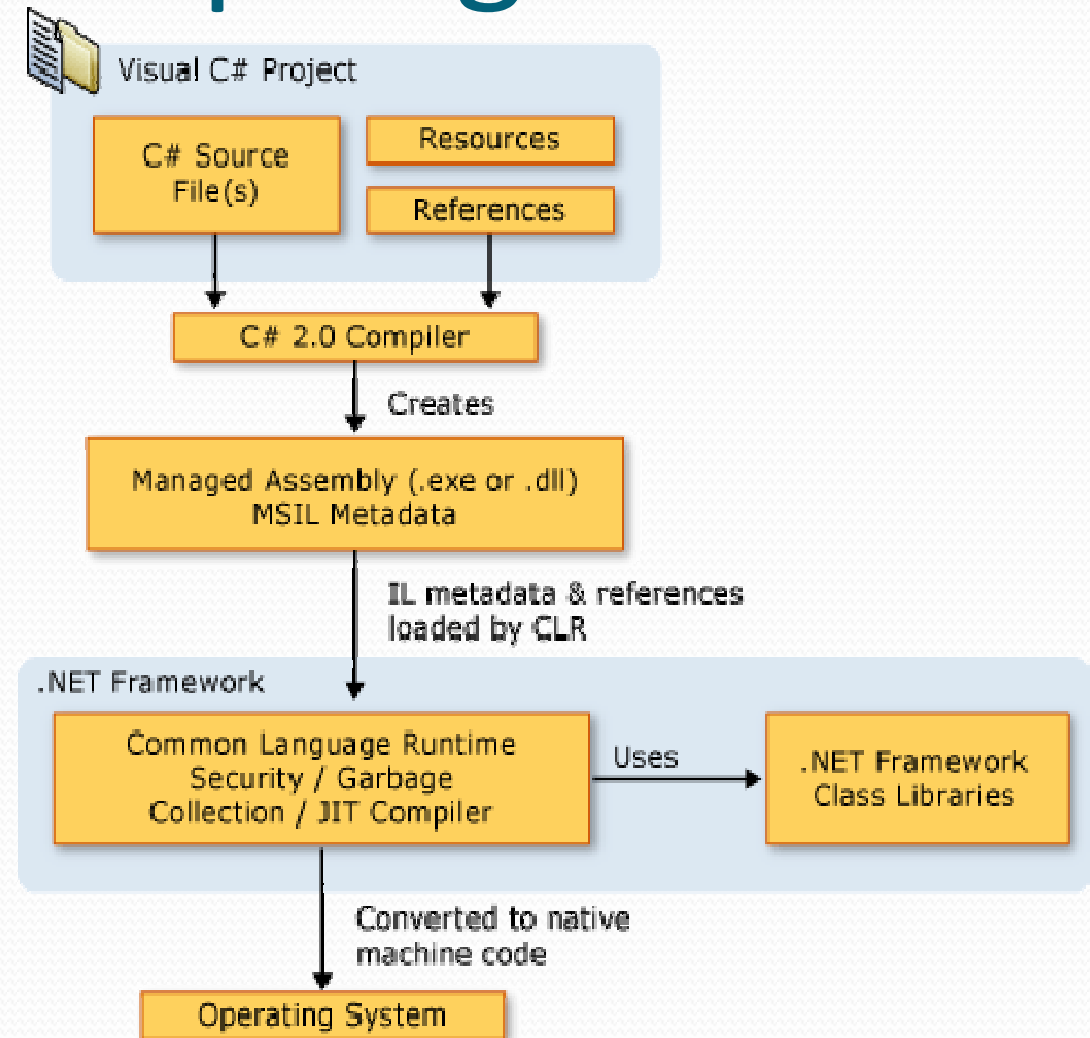 Visual C# Project
C# Source
File(s)
Resources
References
C# 2.0 Compiler
Creates
Managed Assembly (.exe or .dll)
MSIL Metadata
IL metadata & references
loaded by CLR
.NET Framework
Common Language Runtime
Security / Garbage
Collection / JIT Compiler
Uses
.NET Framework
Class Libraries
Converted to native
machine code
Operating System